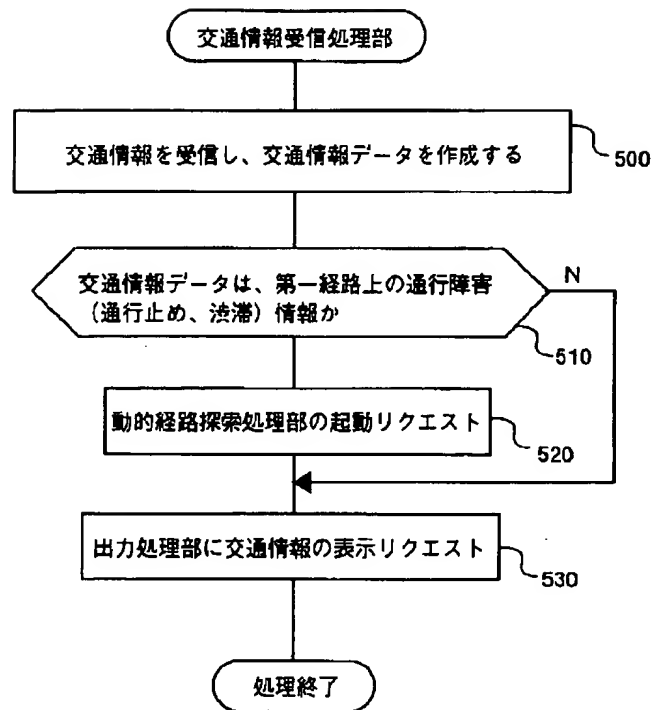 交通情報受信処理部
交通情報を受信し、交通情報データを作成する
500
交通情報データは、第一経路上の通行障害
(通行止め、渋滞)情報か
N
510
動的経路探索処理部の起動リクエスト
520
出力処理部に交通情報の表示リクエスト
530
処理終了